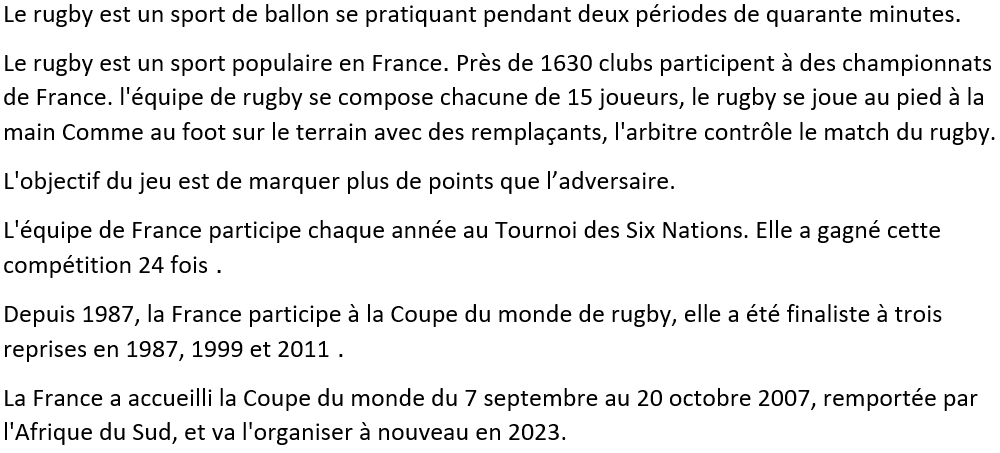 Le rugby est un sport de ballon se pratiquant pendant deux périodes de quarante minutes.
Le rugby est un sport populaire en France. Près de 1630 clubs participent à des championnats
de France. l'équipe de rugby se compose chacune de 15 joueurs, le rugby se joue au pied à la
main Comme au foot sur le terrain avec des remplaçants, l'arbitre contrôle le match du rugby.
L'objectif du jeu est de marquer plus de points que l’adversaire.
L'équipe de France participe chaque année au Tournoi des Six Nations. Elle a gagné cette
compétition 24 fois .
Depuis 1987, la France participe à la Coupe du monde de rugby, elle a été finaliste à trois
reprises en 1987, 1999 et 2011 .
La France a accueilli la Coupe du monde du 7 septembre au 20 octobre 2007, remportée par
l'Afrique du Sud, et va l'organiser à nouveau en 2023.